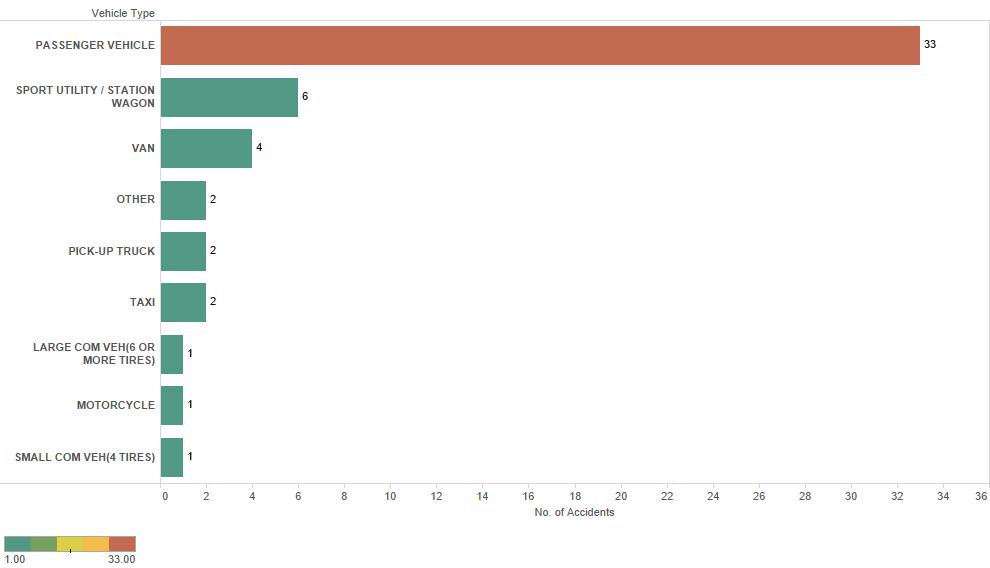 Vehicle Type
PASSENGER VEHICLE
33
SPORT UTILITY / STATION
WAGON
6
VAN
4
OTHER
2
PICK-UP TRUCK
2
TAXI
2
LARGE COM VEH(6 OR
MORE TIRES)
1
MOTORCYCLE
1
SMALL COM VEH(4 TIRES)
1
0 2 4 6 8 10 12 14 16 18 20 22 24 26 28 30 32 34 36
No. of Accidents
1.00 33.00